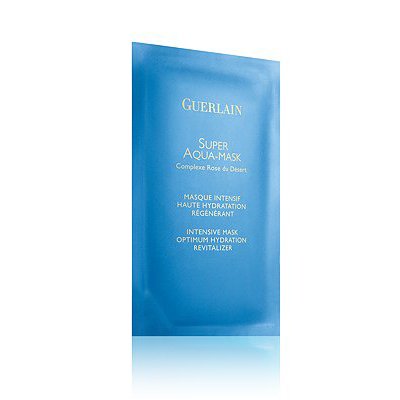 GUERLAIN
SUPER
AQUA-MASK
Complexe Rose du Désert
MASQUE INTENSIF
HAUTE HYDRATATION
RÉGÉNÉRANT
INTENSIVE MASK
OPTIMUM HYDRATION
REVITALIZER